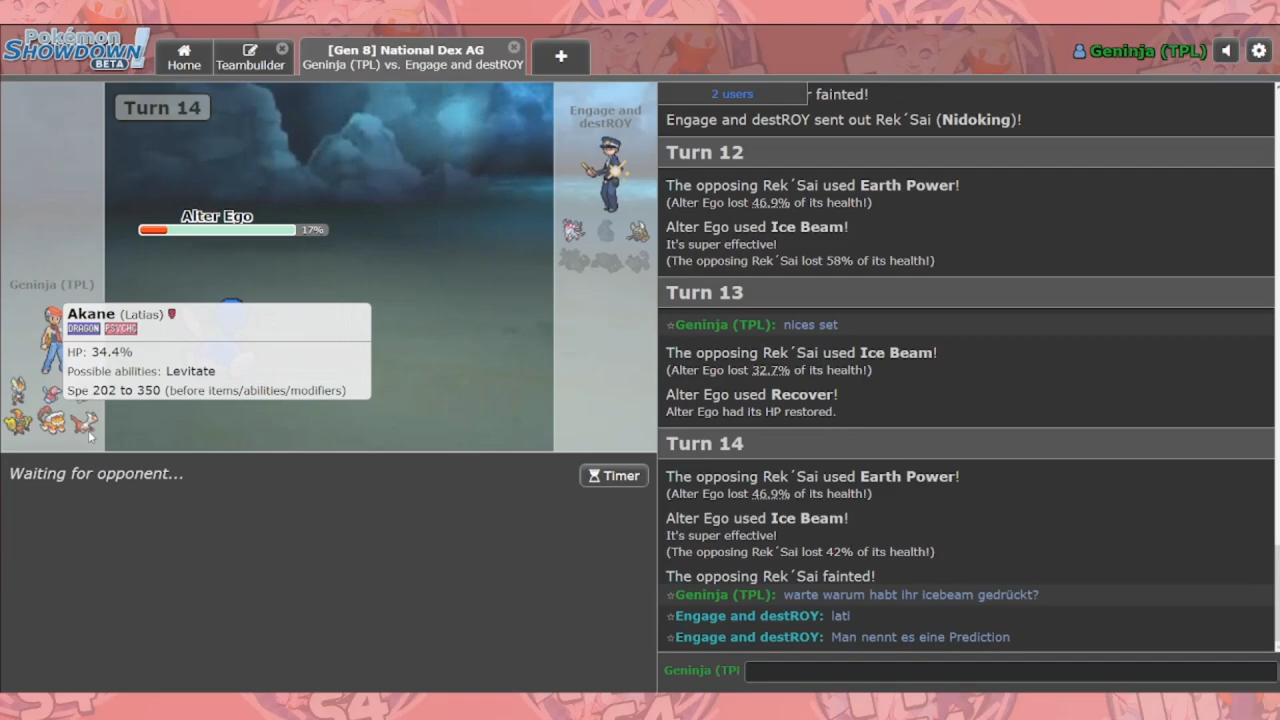 Pokémon
SHOWDOWN!
BETA
Home
Teambuilder
[Gen 8] National Dex AG
Geninja (TPL) vs. Engage and destROY
+
Geninja (TPL)
Turn 14
Engage and
destROY
Alter Ego
17%
Geninja (TPL)
Akane (Latias)
DRAGON PSYCHC
HP: 34.4%
Possible abilities: Levitate
Spe 202 to 350 (before items/abilities/modifiers)
Waiting for opponent...
Timer
2 users
fainted!
Engage and destROY sent out Rek´Sai (Nidoking)!
Turn 12
The opposing Rek´Sai used Earth Power!
(Alter Ego lost 46.9% of its health!)
Alter Ego used Ice Beam!
It's super effective!
(The opposing Rek´Sai lost 58% of its health!)
Turn 13
☆Geninja (TPL): nices set
The opposing Rek´Sai used Ice Beam!
(Alter Ego lost 32.7% of its health!)
Alter Ego used Recover!
Alter Ego had its HP restored.
Turn 14
The opposing Rek´Sai used Earth Power!
(Alter Ego lost 46.9% of its health!)
Alter Ego used Ice Beam!
It's super effective!
(The opposing Rek´Sai lost 42% of its health!)
The opposing Rek´Sai fainted!
☆Geninja (TPL): warte warum habt ihr Icebeam gedrückt?
☆Engage and destROY: lati
☆Engage and destROY: Man nennt es eine Prediction
Geninja (TPl